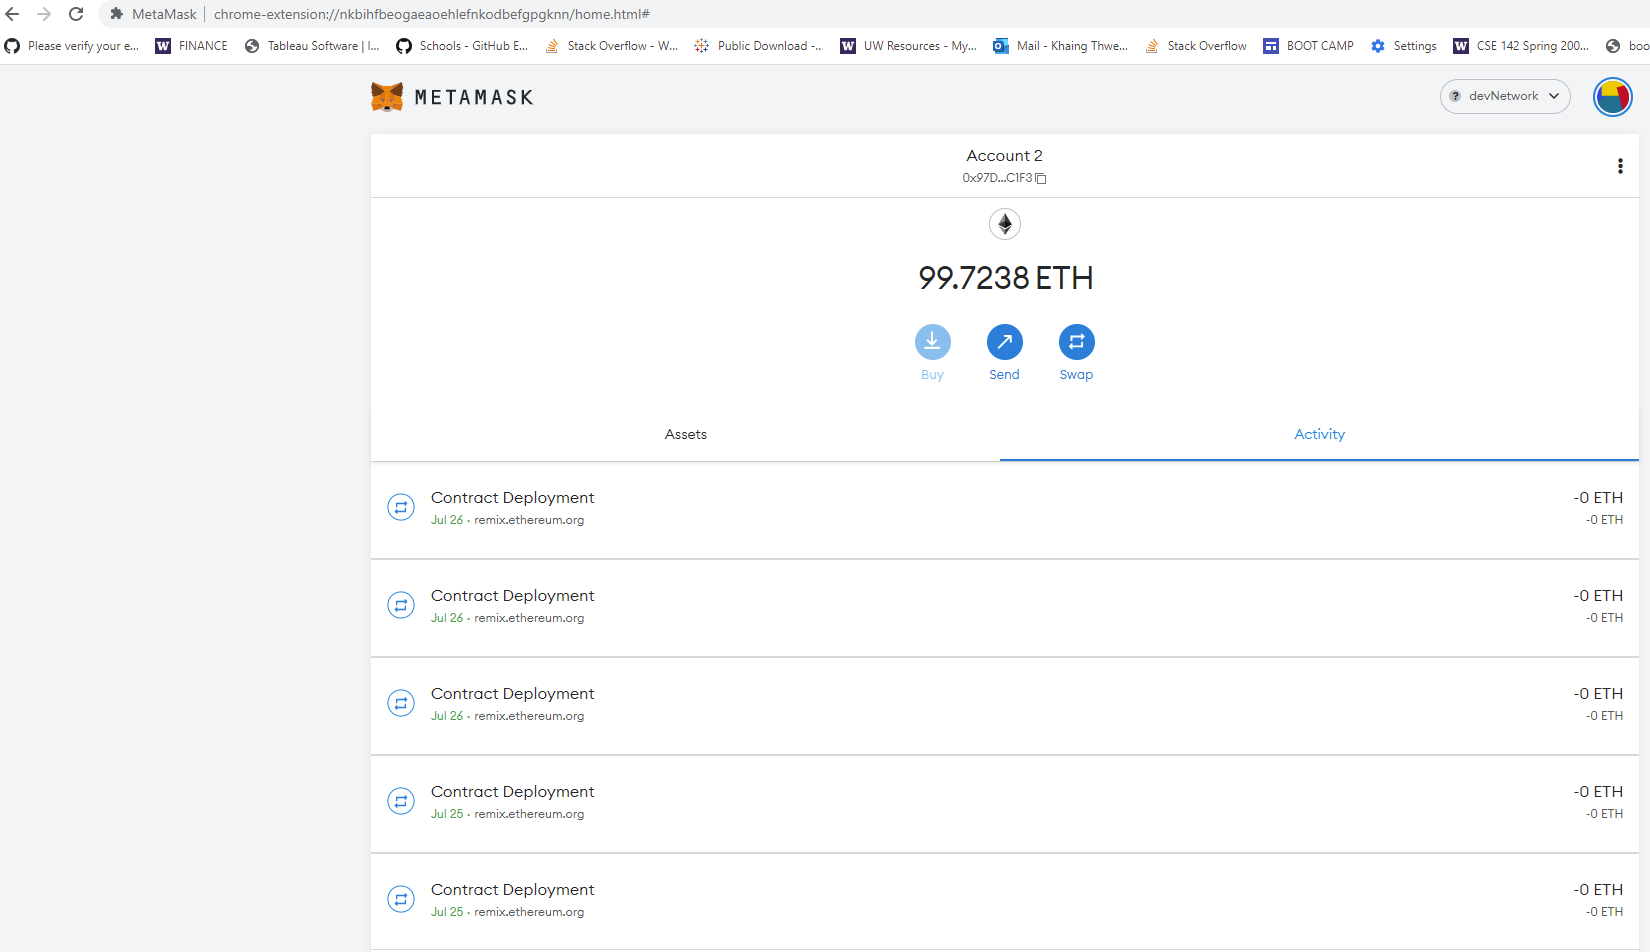 MetaMask chrome-extension://nkbihfbeogaeaoehlefnkodbefgpgknn/home.html#
Please verify your e... FINANCE Tableau Software | I... Schools - GitHub E... Stack Overflow - W... Public Download -... UW Resources - My... Mail - Khaing Thwe... Stack Overflow BOOT CAMP Settings CSE 142 Spring 200... boo
METAMASK
? devNetwork
Account 2
0x97D...C1F3
99.7238 ETH
Buy Send Swap
Assets Activity
Contract Deployment -0 ETH
Jul 26 · remix.ethereum.org -0 ETH
Contract Deployment -0 ETH
Jul 26 · remix.ethereum.org -0 ETH
Contract Deployment -0 ETH
Jul 26 · remix.ethereum.org -0 ETH
Contract Deployment -0 ETH
Jul 25 · remix.ethereum.org -0 ETH
Contract Deployment -0 ETH
Jul 25 · remix.ethereum.org -0 ETH